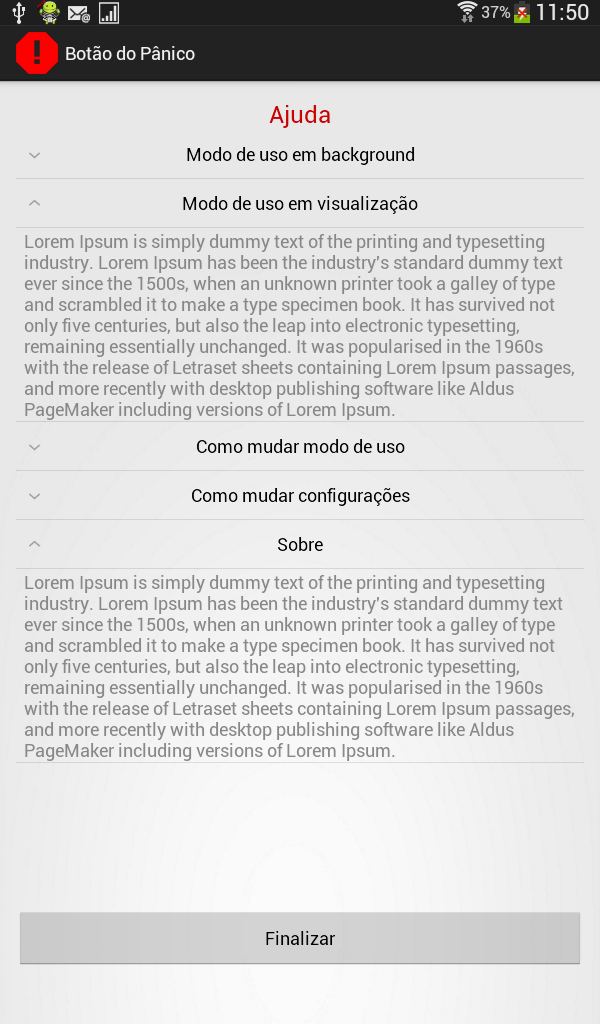 37% 11:50
Botão do Pânico
Ajuda
Modo de uso em background
Modo de uso em visualização
Lorem Ipsum is simply dummy text of the printing and typesetting
industry. Lorem Ipsum has been the industry's standard dummy text
ever since the 1500s, when an unknown printer took a galley of type
and scrambled it to make a type specimen book. It has survived not
only five centuries, but also the leap into electronic typesetting,
remaining essentially unchanged. It was popularised in the 1960s
with the release of Letraset sheets containing Lorem Ipsum passages,
and more recently with desktop publishing software like Aldus
PageMaker including versions of Lorem Ipsum.
Como mudar modo de uso
Como mudar configurações
Sobre
Lorem Ipsum is simply dummy text of the printing and typesetting
industry. Lorem Ipsum has been the industry's standard dummy text
ever since the 1500s, when an unknown printer took a galley of type
and scrambled it to make a type specimen book. It has survived not
only five centuries, but also the leap into electronic typesetting,
remaining essentially unchanged. It was popularised in the 1960s
with the release of Letraset sheets containing Lorem Ipsum passages,
and more recently with desktop publishing software like Aldus
PageMaker including versions of Lorem Ipsum.
Finalizar